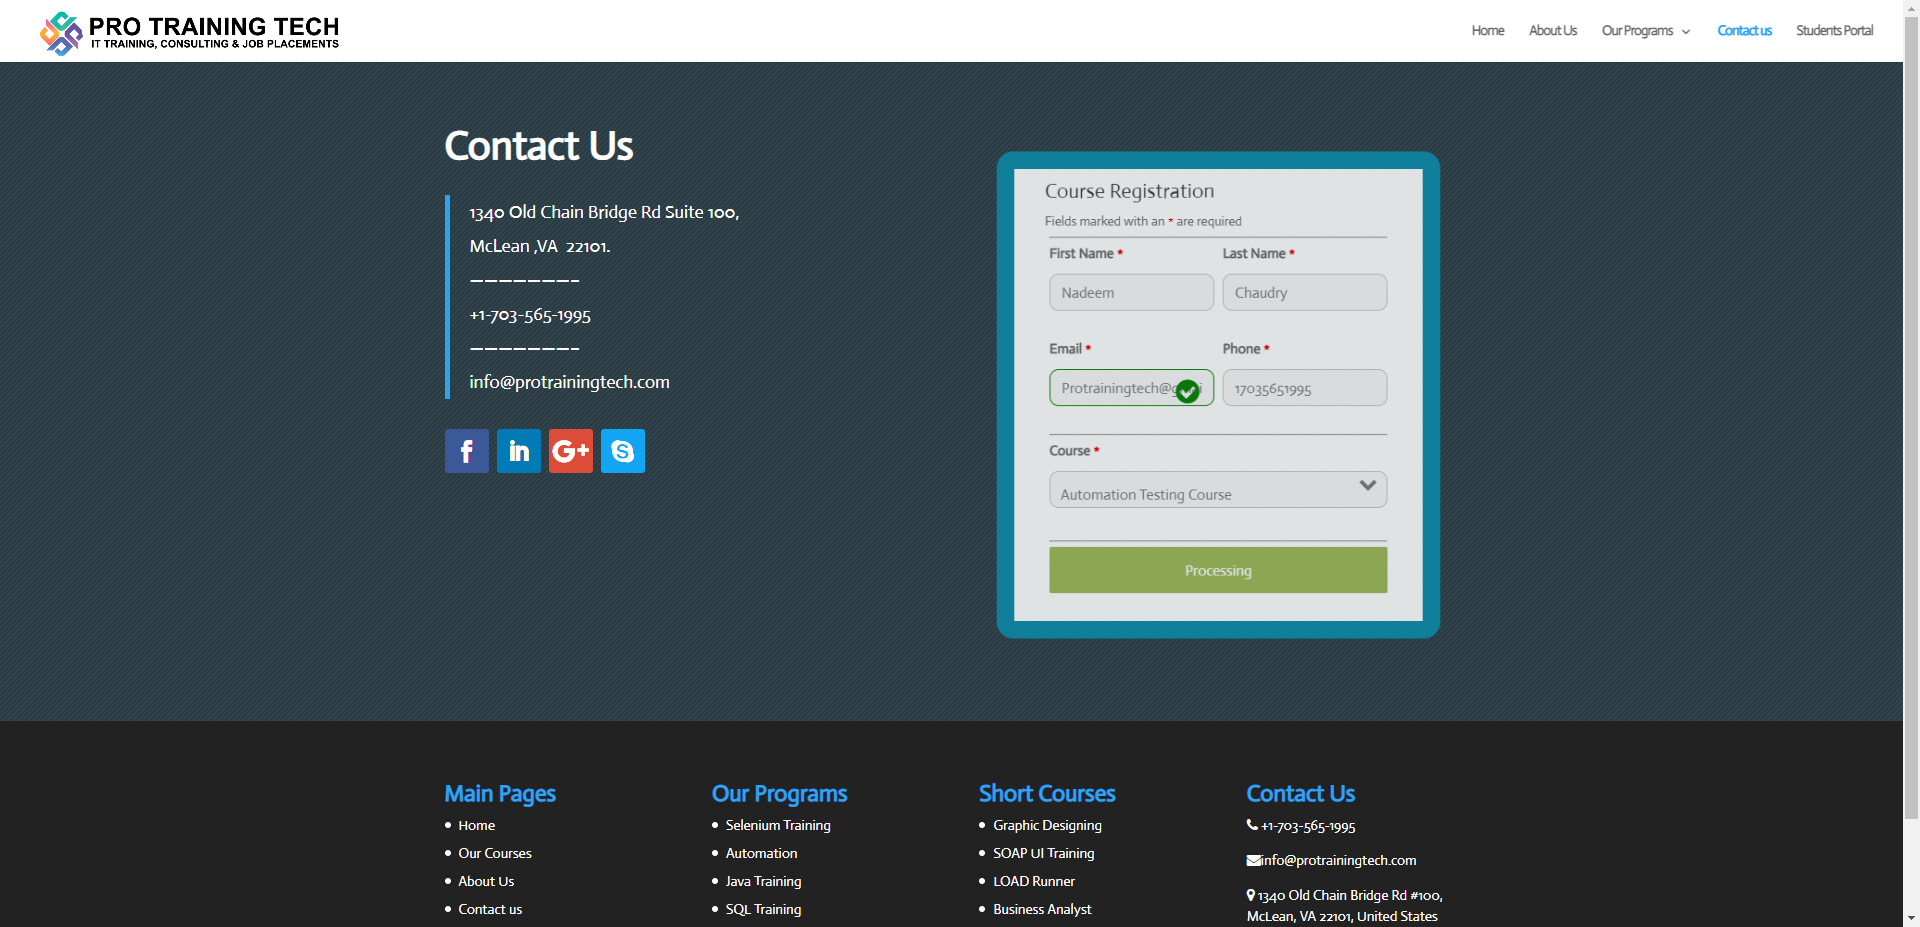 PRO TRAINING TECH
IT TRAINING, CONSULTING & JOB PLACEMENTS
Home About Us Our Programs Contact us Students Portal
Contact Us
1340 Old Chain Bridge Rd Suite 100,
McLean ,VA 22101.
————————–
+1-703-565-1995
————————–
info@protrainingtech.com
f in G+ S
Course Registration
Fields marked with an * are required
First Name * Last Name *
Nadeem Chaudry
Email * Phone *
Protrainingtech@g 17035651995
Course *
Automation Testing Course
Processing
Main Pages
Home
Our Courses
About Us
Contact us
Our Programs
Selenium Training
Automation
Java Training
SQL Training
Short Courses
Graphic Designing
SOAP UI Training
LOAD Runner
Business Analyst
Contact Us
+1-703-565-1995
info@protrainingtech.com
1340 Old Chain Bridge Rd #100,
McLean, VA 22101, United States